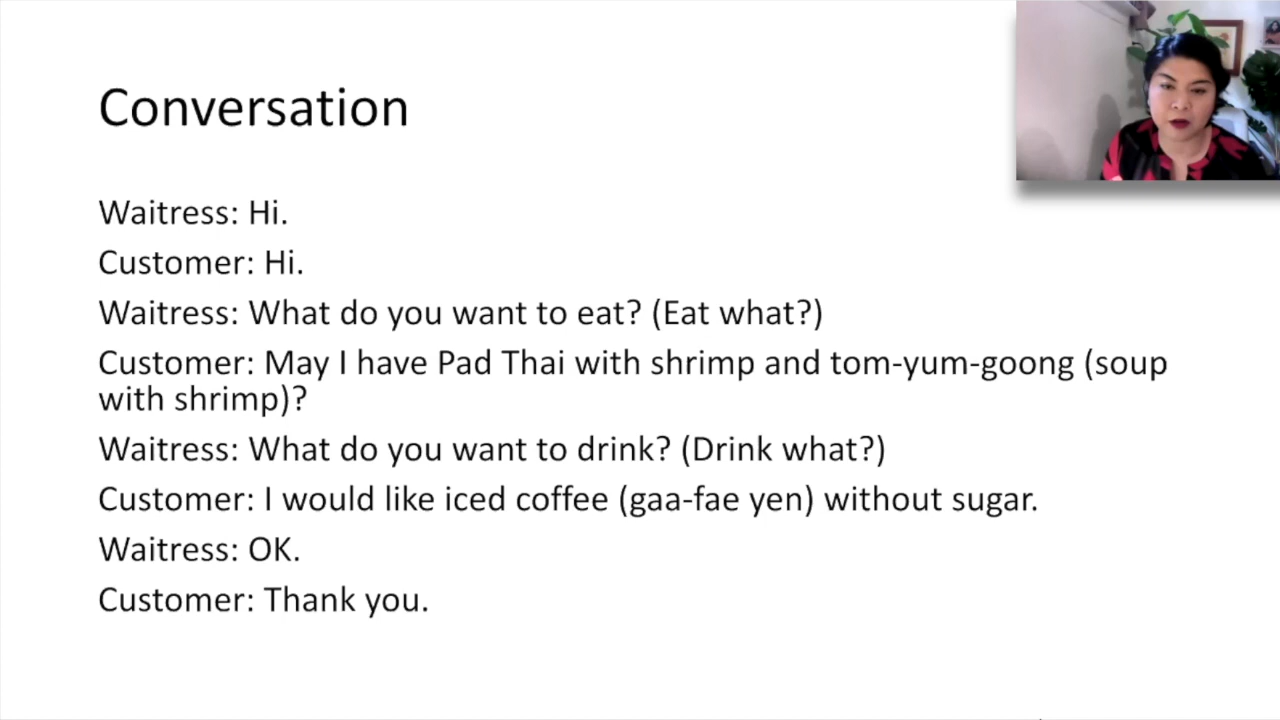 Conversation
Waitress: Hi.
Customer: Hi.
Waitress: What do you want to eat? (Eat what?)
Customer: May I have Pad Thai with shrimp and tom-yum-goong (soup
with shrimp)?
Waitress: What do you want to drink? (Drink what?)
Customer: I would like iced coffee (gaa-fae yen) without sugar.
Waitress: OK.
Customer: Thank you.